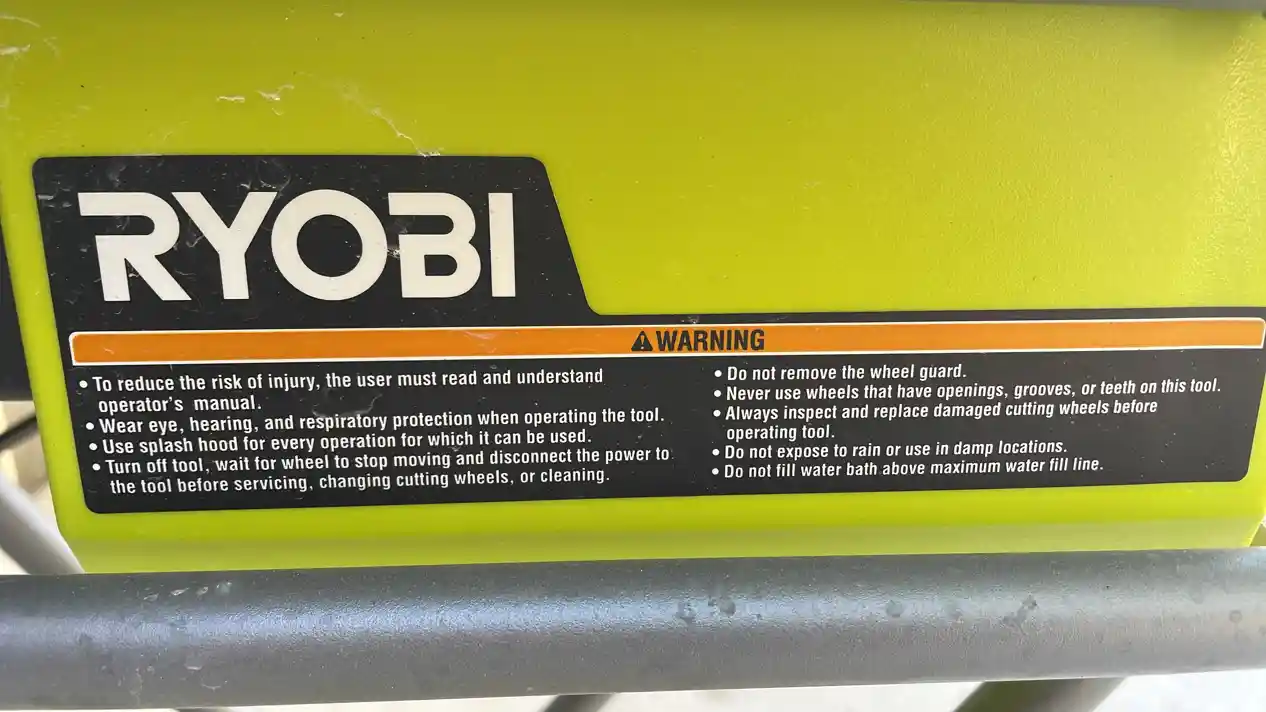 RYOBI
⚠WARNING
• To reduce the risk of injury, the user must read and understand
operator's manual.
• Wear eye, hearing, and respiratory protection when operating the tool.
• Use splash hood for every operation for which it can be used.
• Turn off tool, wait for wheel to stop moving and disconnect the power to
the tool before servicing, changing cutting wheels, or cleaning.
• Do not remove the wheel guard.
• Never use wheels that have openings, grooves, or teeth on this tool.
• Always inspect and replace damaged cutting wheels before
operating tool.
• Do not expose to rain or use in damp locations.
• Do not fill water bath above maximum water fill line.